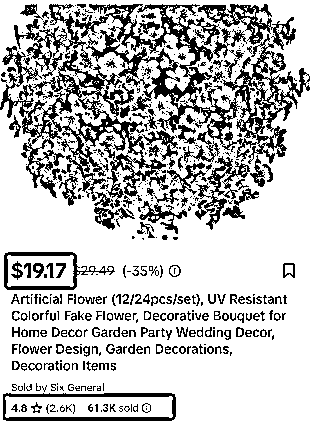 $19.17 $29.49 (-35%)
Artificial Flower (12/24pcs/set), UV Resistant
Colorful Fake Flower, Decorative Bouquet for
Home Decor Garden Party Wedding Decor,
Flower Design, Garden Decorations,
Decoration Items
Sold by Six General
4.8 ☆ (2.6K) 61.3K sold